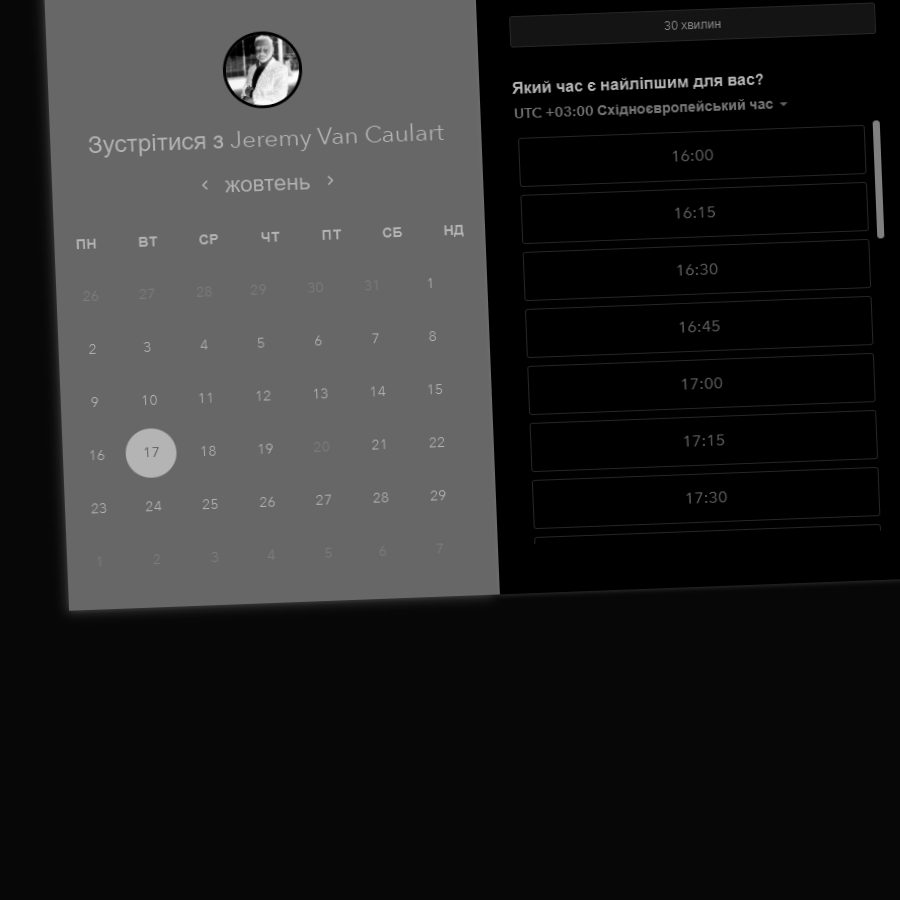 Зустрітися з Jeremy Van Caulart
жовтень
ПН ВТ СР ЧТ ПТ СБ НД
26 27 28 29 30 31 1
2 3 4 5 6 7 8
9 10 11 12 13 14 15
16 17 18 19 20 21 22
23 24 25 26 27 28 29
1 2 3 4 5 6 7
30 хвилин
Який час є найліпшим для вас?
UTC +03:00 Східноєвропейський час
16:00
16:15
16:30
16:45
17:00
17:15
17:30